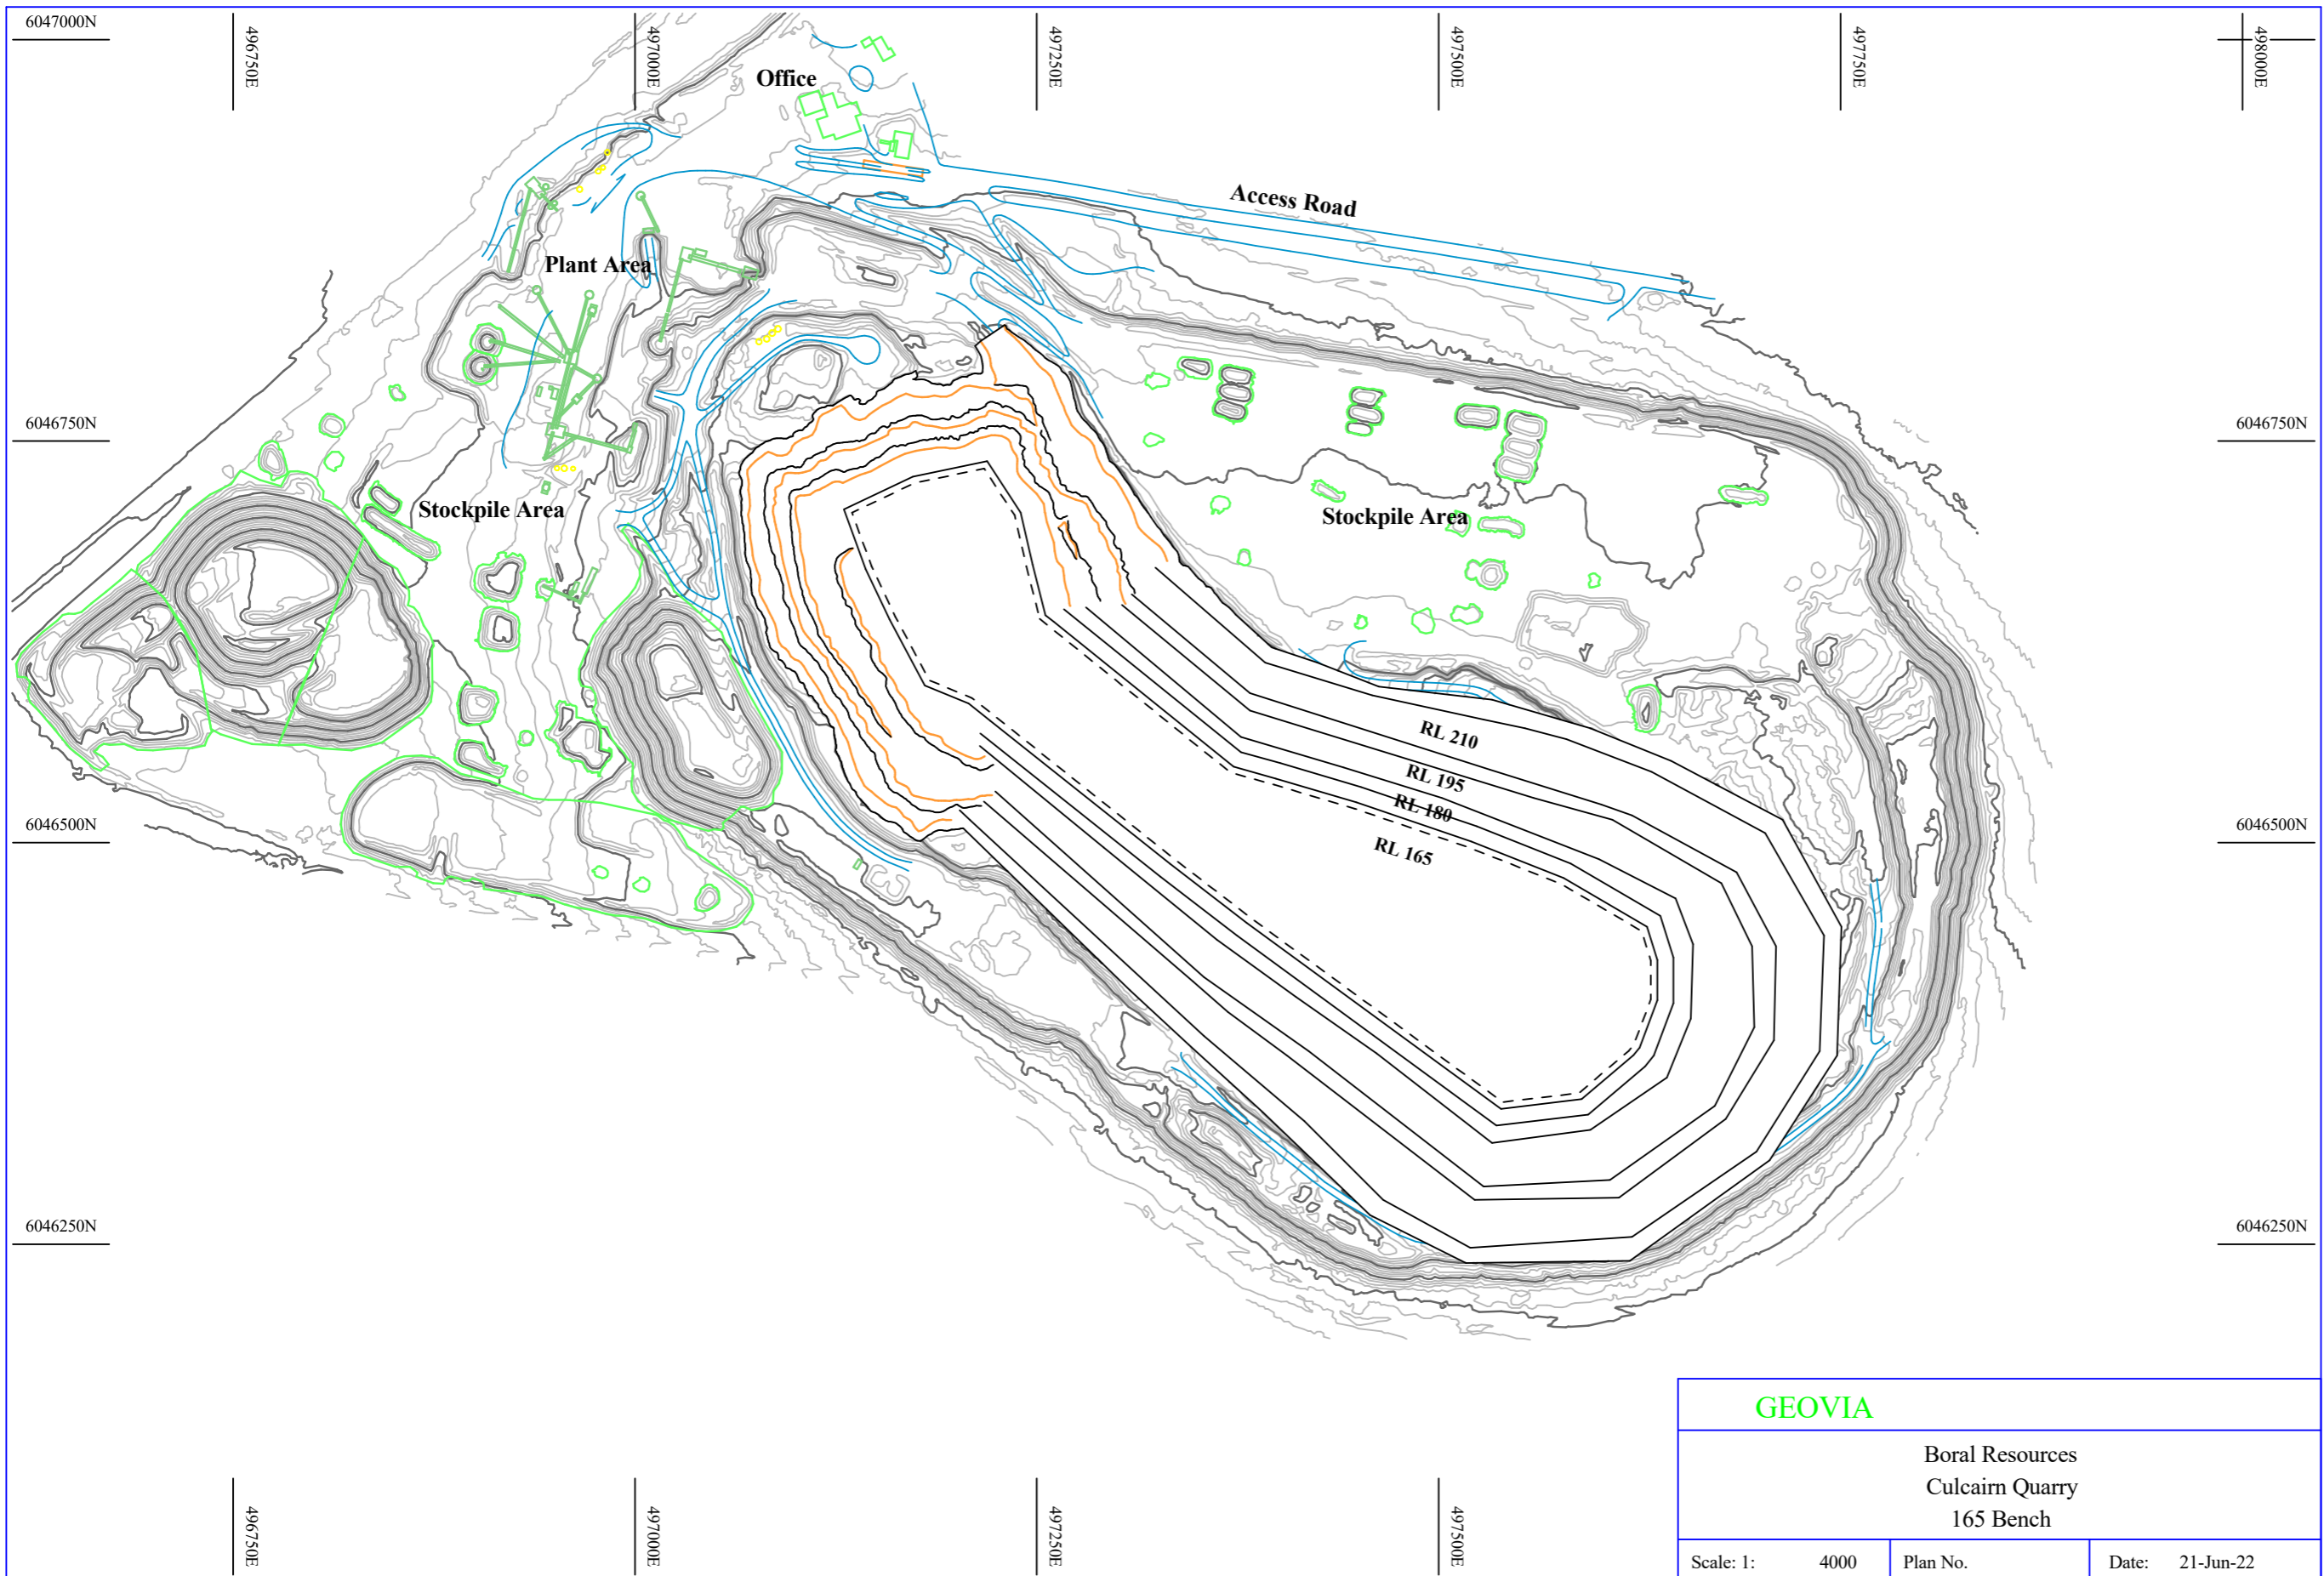 6047000N
496750E
497000E
497250E
497500E
497750E
498000E
Office
Access Road
Plant Area
6046750N
6046750N
Stockpile Area
Stockpile Area
RL 210
RL 195
RL 180
RL 165
6046500N
6046500N
6046250N
6046250N
496750E
497000E
497250E
497500E
GEOVIA
Boral Resources
Culcairn Quarry
165 Bench
Scale: 1: 4000 Plan No. Date: 21-Jun-22